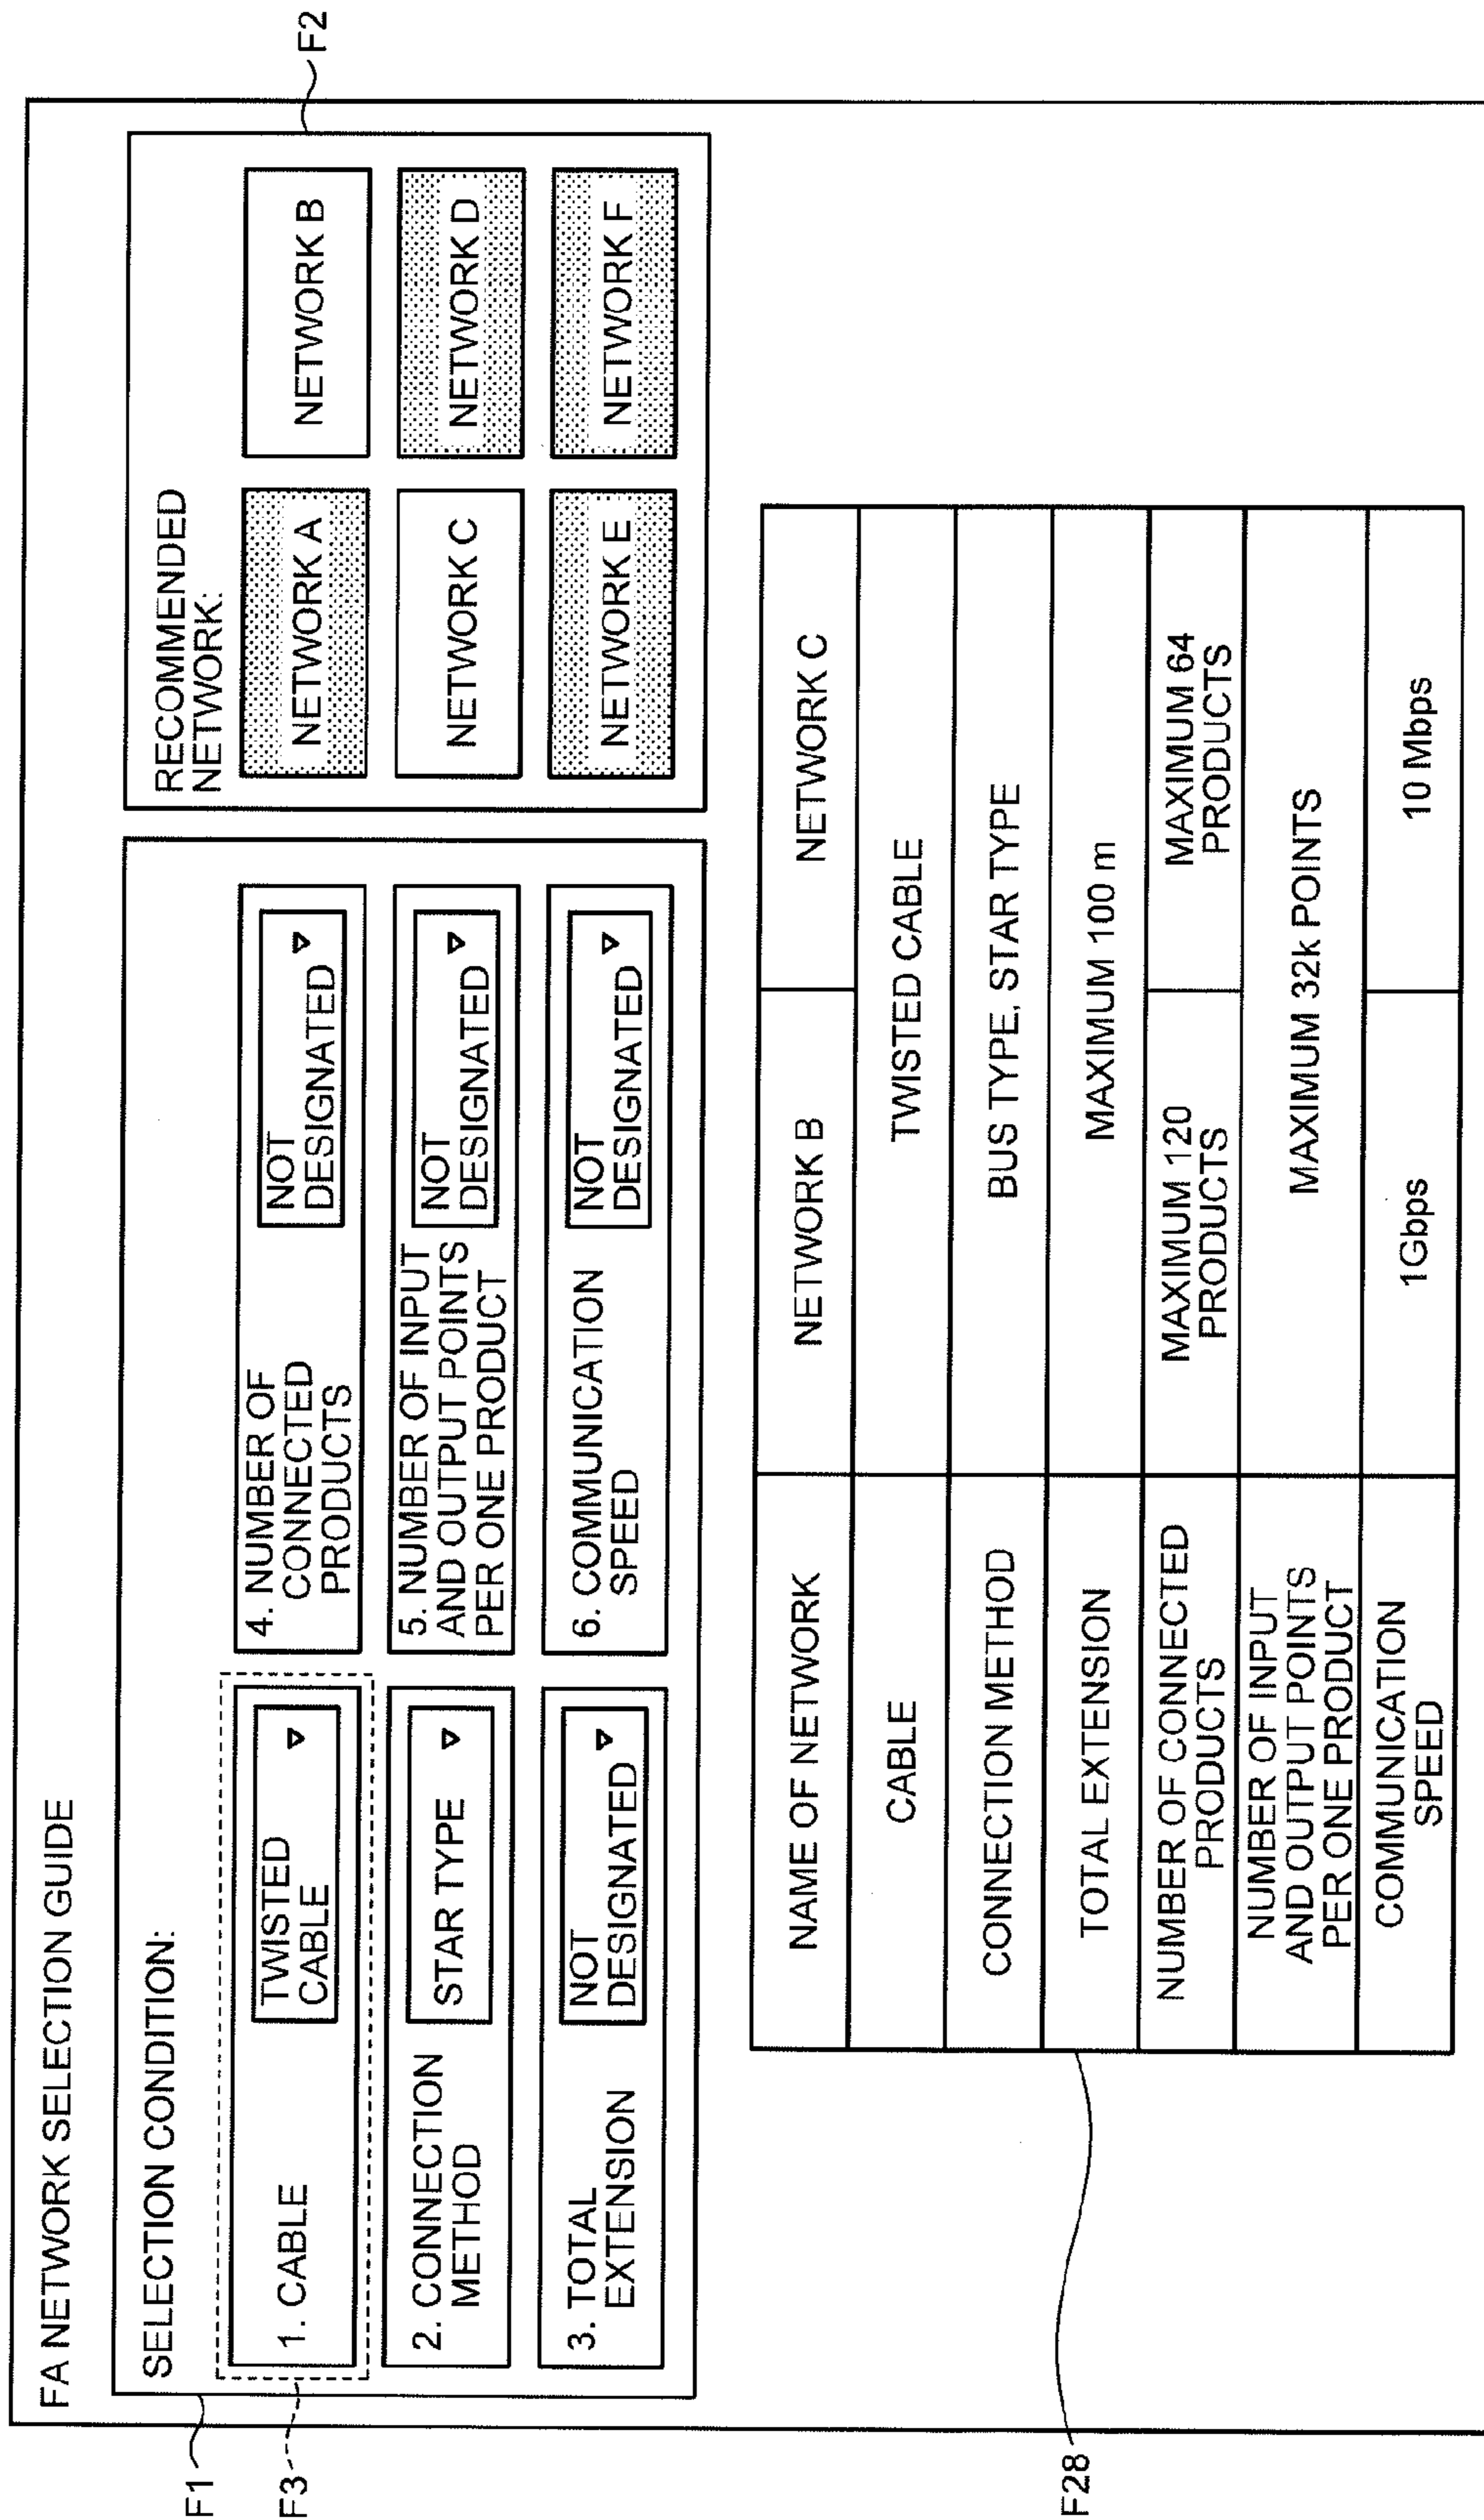 FA NETWORK SELECTION GUIDE
F1
SELECTION CONDITION:
F3
1. CABLE
TWISTED
CABLE
2. CONNECTION
METHOD
STAR TYPE
3. TOTAL
EXTENSION
NOT
DESIGNATED
4. NUMBER OF
CONNECTED
PRODUCTS
NOT
DESIGNATED
5. NUMBER OF INPUT
AND OUTPUT POINTS
PER ONE PRODUCT
NOT
DESIGNATED
6. COMMUNICATION
SPEED
NOT
DESIGNATED
F2
RECOMMENDED
NETWORK:
NETWORK A
NETWORK B
NETWORK C
NETWORK D
NETWORK E
NETWORK F
F28
NAME OF NETWORK
NETWORK B
NETWORK C
CABLE
TWISTED CABLE
CONNECTION METHOD
BUS TYPE, STAR TYPE
TOTAL EXTENSION
MAXIMUM 100 m
NUMBER OF CONNECTED
PRODUCTS
MAXIMUM 120
PRODUCTS
MAXIMUM 64
PRODUCTS
NUMBER OF INPUT
AND OUTPUT POINTS
PER ONE PRODUCT
MAXIMUM 32k POINTS
COMMUNICATION
SPEED
1Gbps
10 Mbps